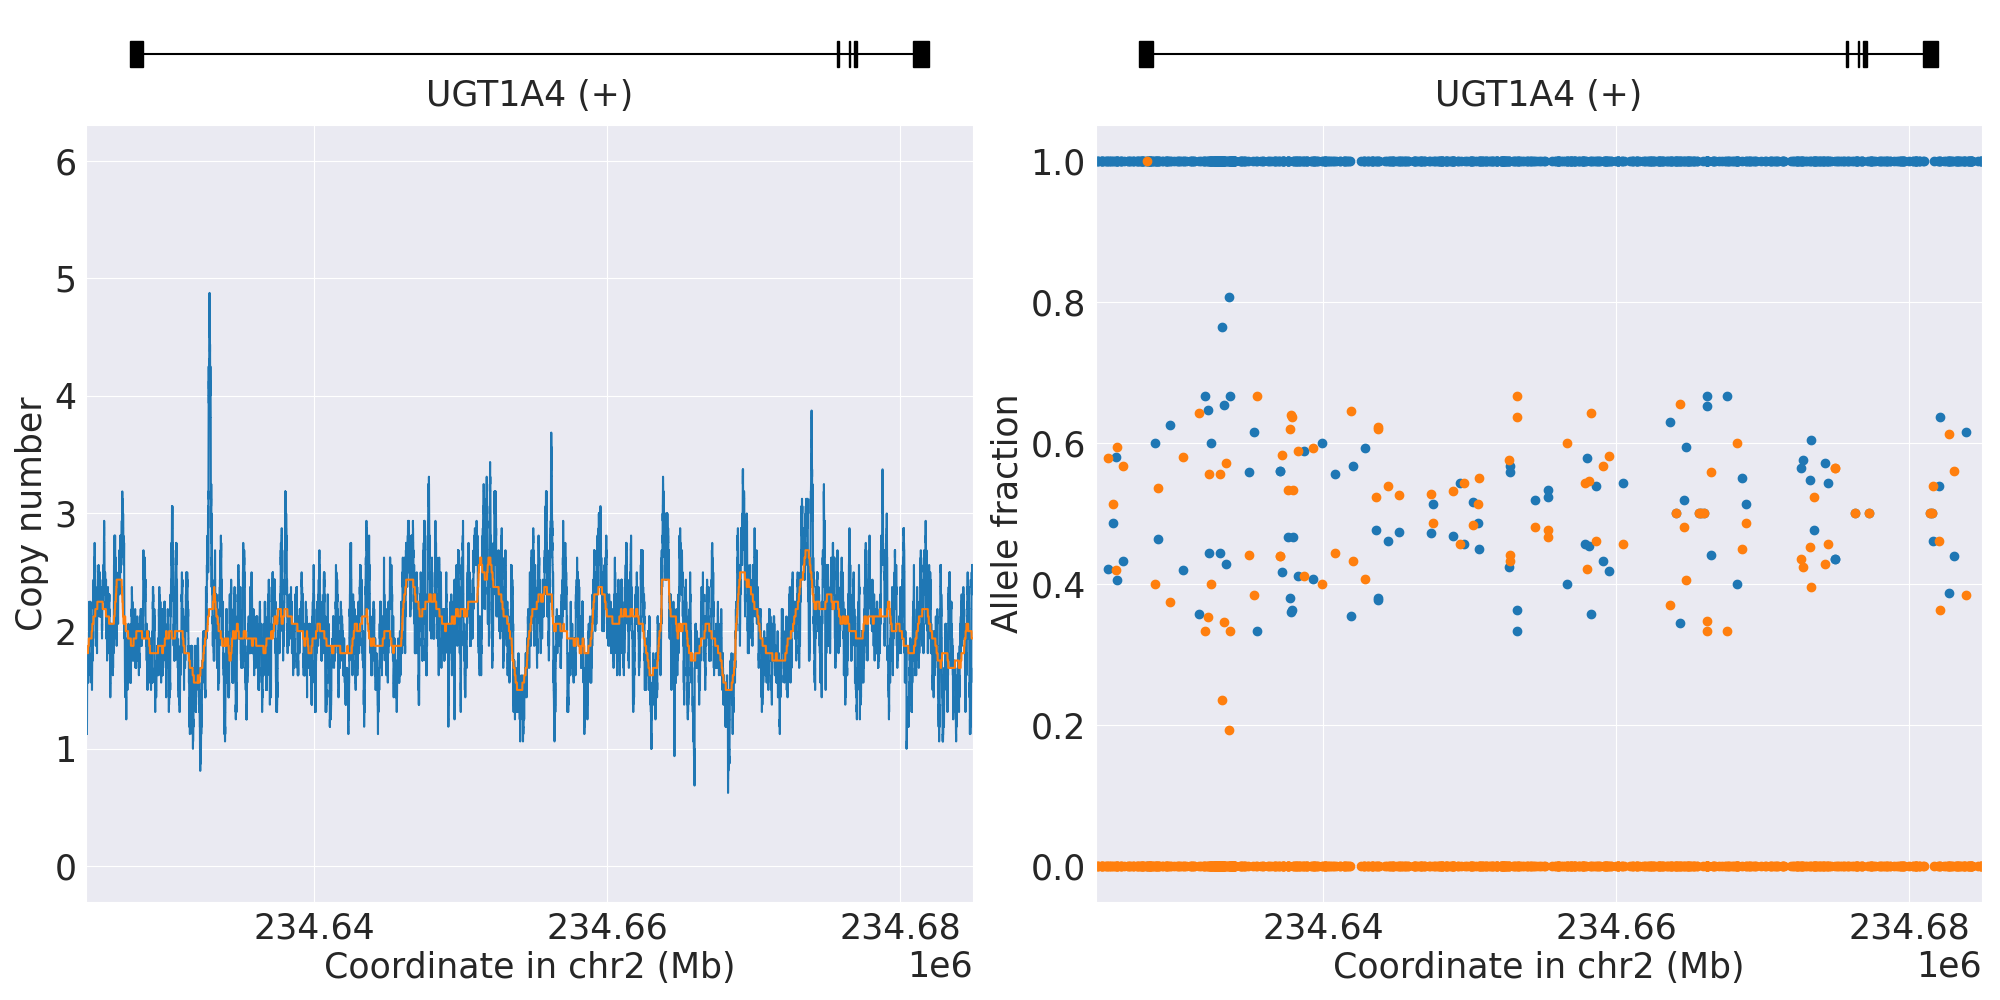 UGT1A4 (+)
6
5
4
3
2
1
0
Copy number
234.64 234.66 234.68
Coordinate in chr2 (Mb)
1e6
UGT1A4 (+)
1.0
0.8
0.6
0.4
0.2
0.0
Allele fraction
234.64 234.66 234.68
Coordinate in chr2 (Mb)
1e6